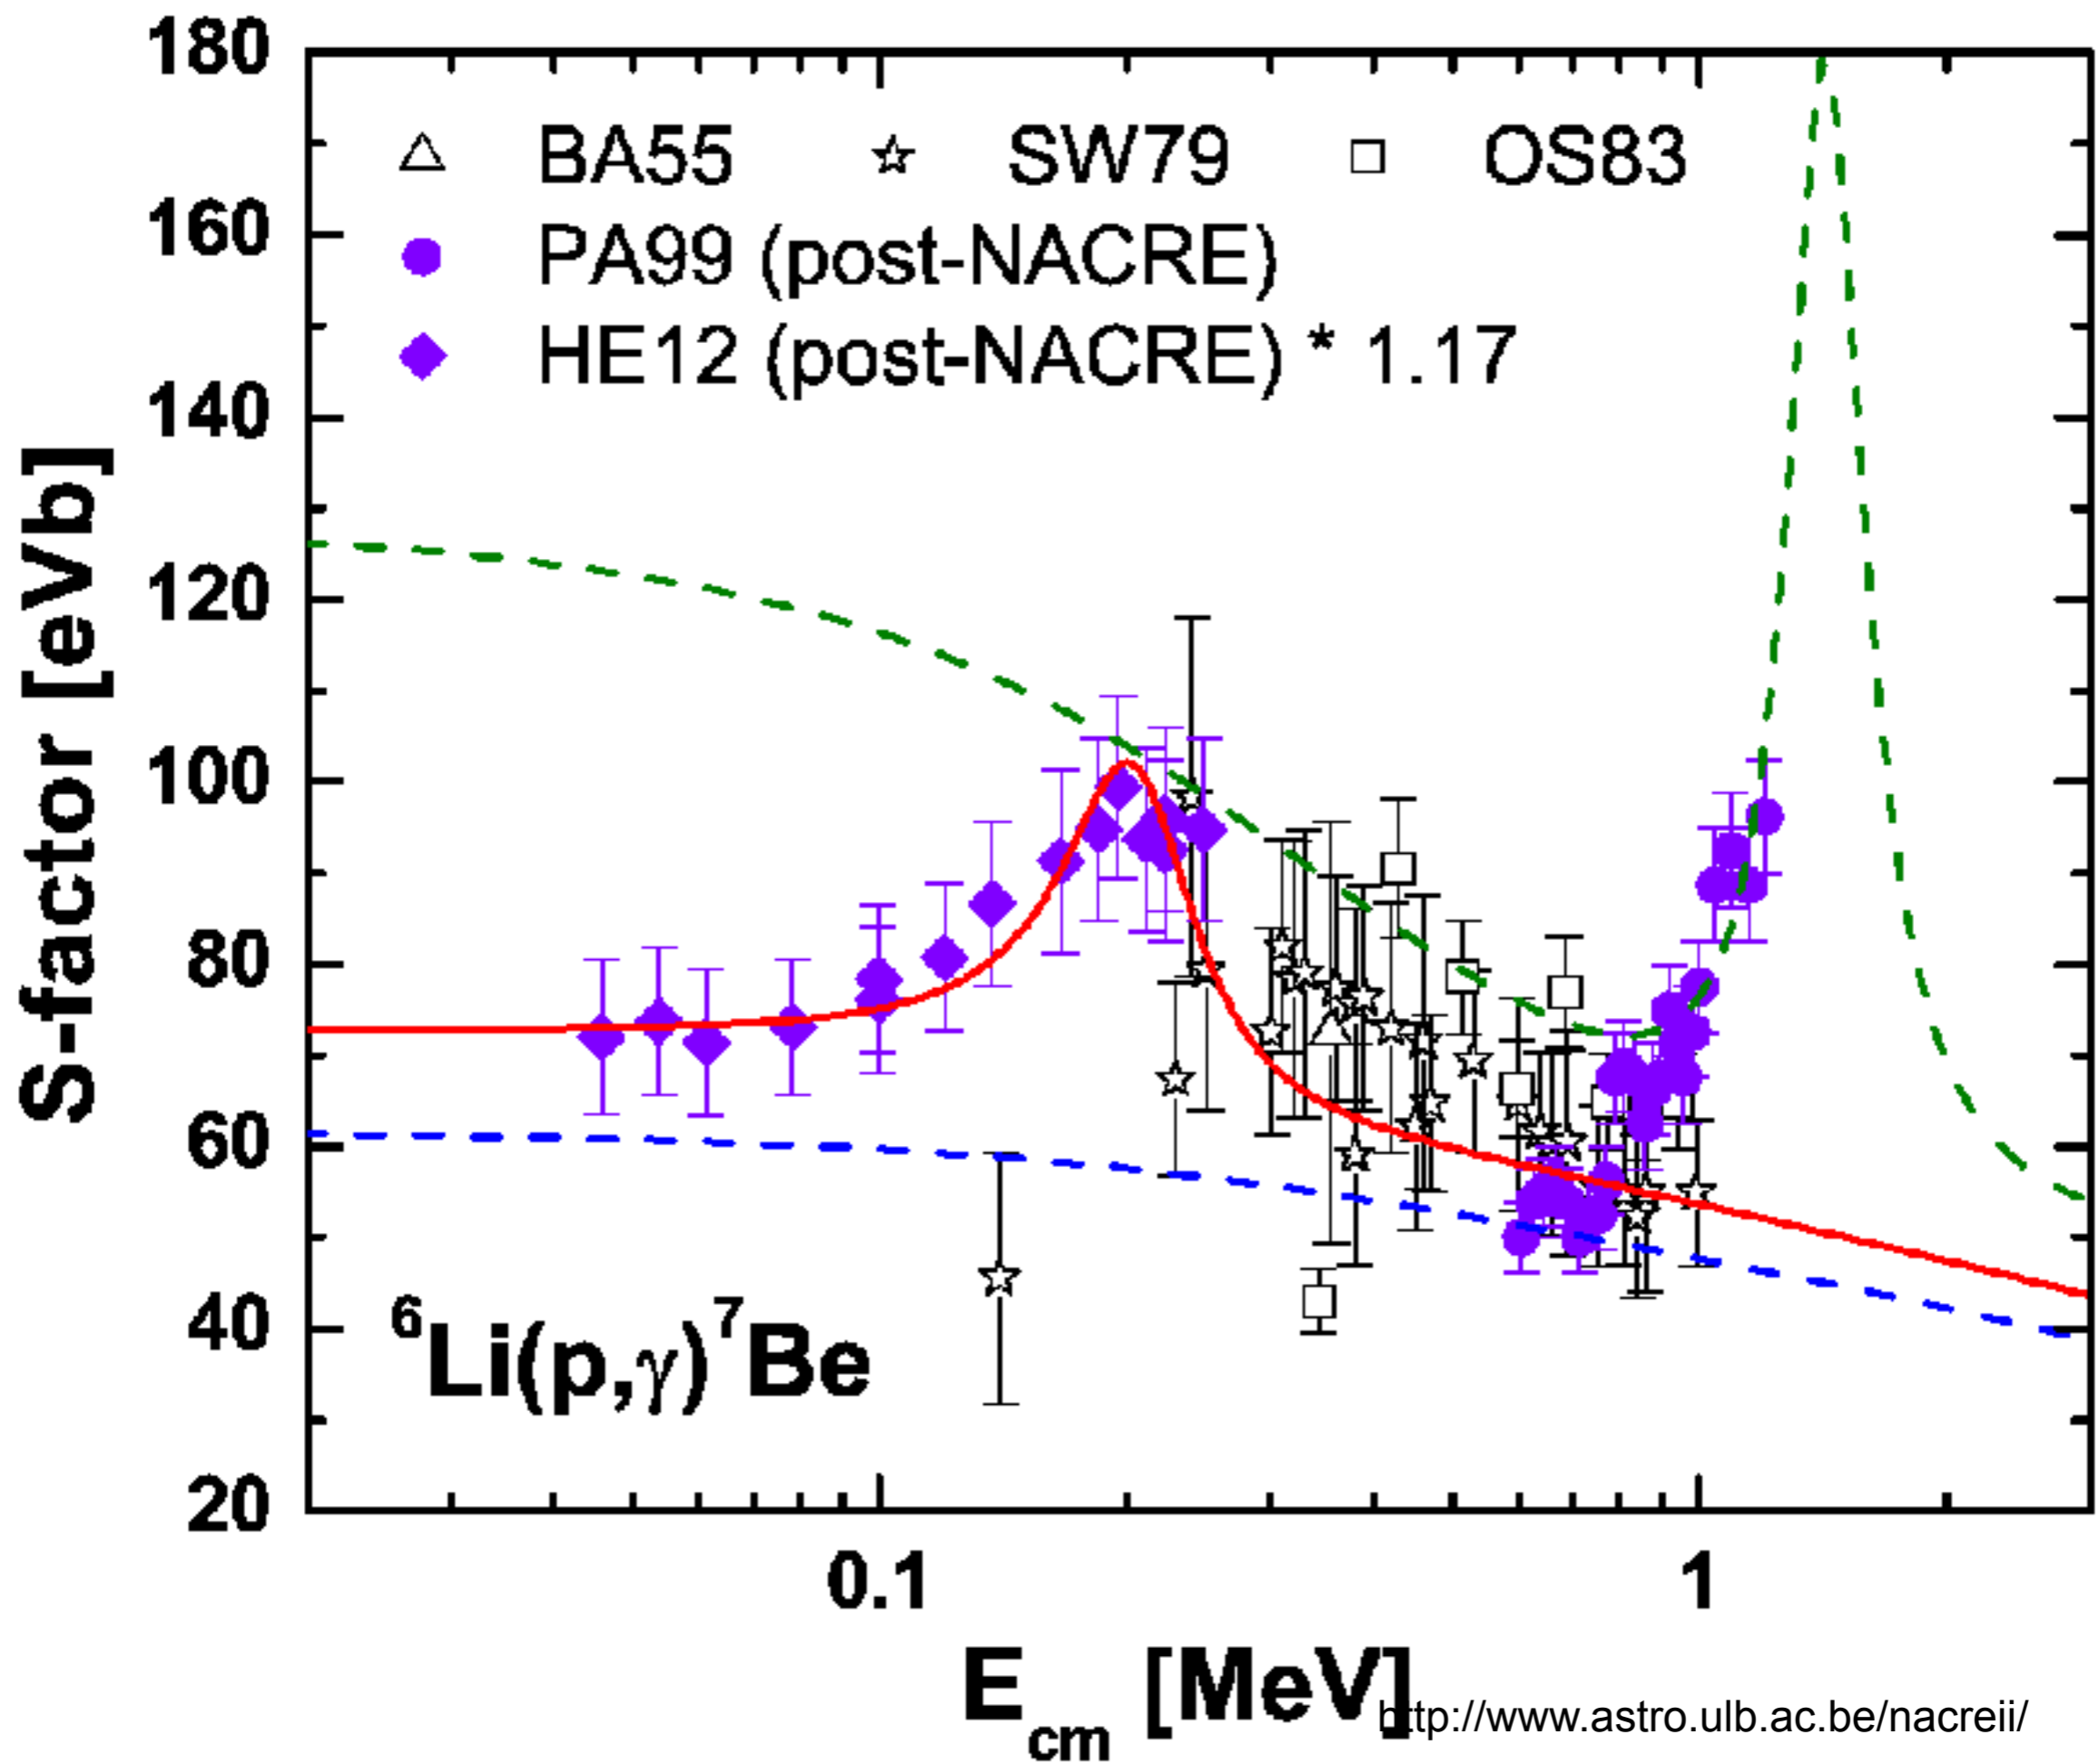 180
160
140
120
100
80
60
40
20
S-factor [eVb]
BA55 SW79 OS83
PA99 (post-NACRE)
HE12 (post-NACRE) * 1.17
⁶Li(p,γ)⁷Be
0.1 1
E_cm [MeV]
http://www.astro.ulb.ac.be/nacreii/